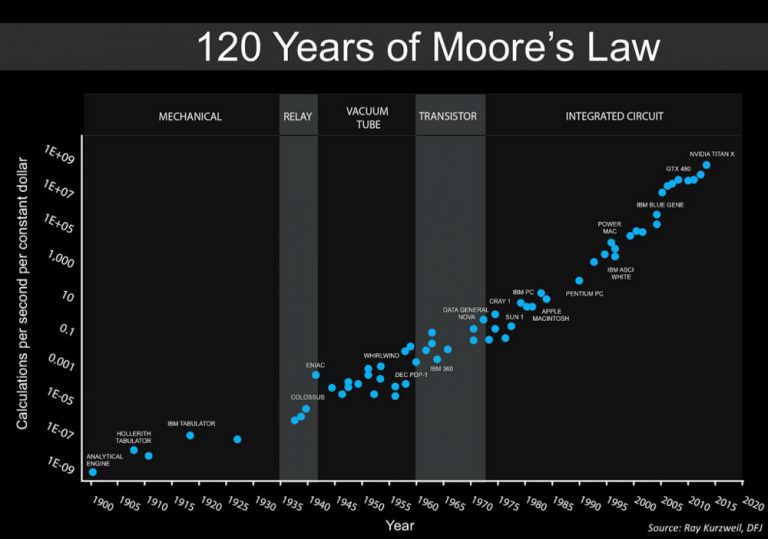 120 Years of Moore's Law
MECHANICAL
RELAY
VACUUM
TUBE
TRANSISTOR
INTEGRATED CIRCUIT
Calculations per second per constant dollar
1E+09
1E+07
1E+05
1,000
10
0.1
0.001
1E-05
1E-07
1E-09
ANALYTICAL
ENGINE
HOLLERITH
TABULATOR
IBM TABULATOR
COLOSSUS
ENIAC
WHIRLWIND
DEC PDP-1
IBM 360
DATA GENERAL
NOVA
CRAY 1
SUN 1
IBM PC
APPLE
MACINTOSH
PENTIUM PC
POWER
MAC
IBM ASCI
WHITE
IBM BLUE GENE
GTX 480
NVIDIA TITAN X
1900 1905 1910 1915 1920 1925 1930 1935 1940 1945 1950 1955 1960 1965 1970 1975 1980 1985 1990 1995 2000 2005 2010 2015 2020
Year
Source: Ray Kurzweil, DFJ